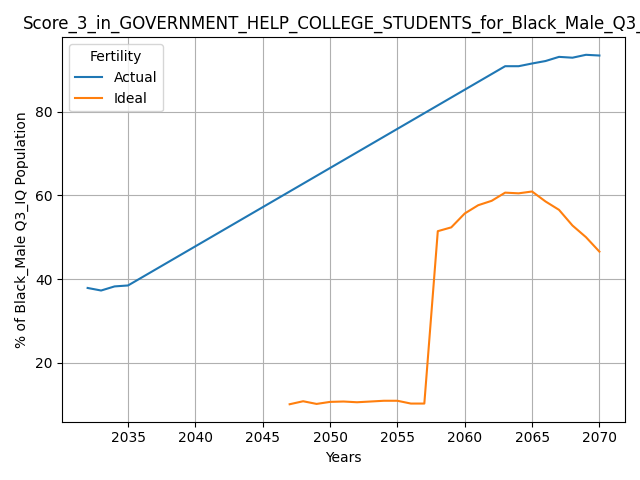 Score_3_in_GOVERNMENT_HELP_COLLEGE_STUDENTS_for_Black_Male_Q3_
Fertility
Actual
Ideal
% of Black_Male Q3_IQ Population
80
60
40
20
2035 2040 2045 2050 2055 2060 2065 2070
Years